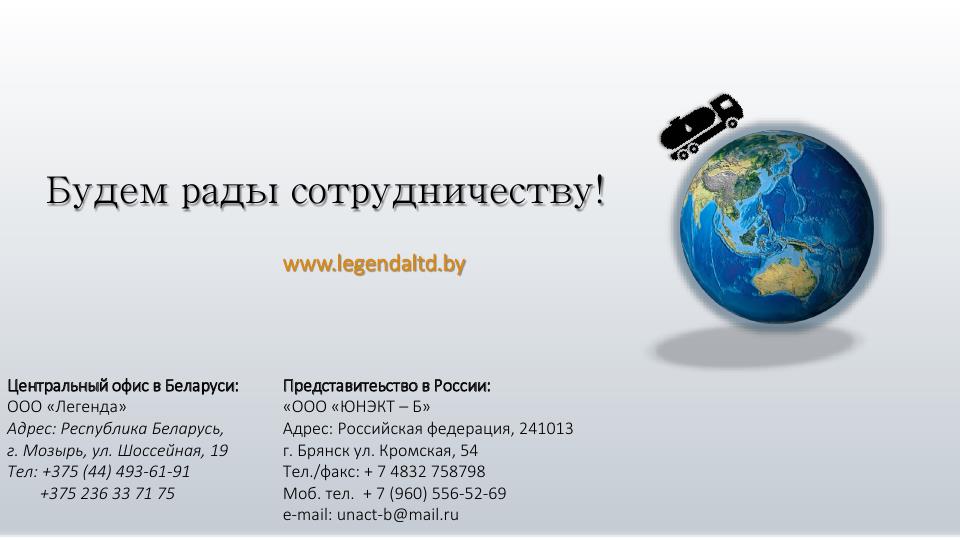 Будем рады сотрудничеству!
www.legendaltd.by
Центральный офис в Беларуси:
ООО «Легенда»
Адрес: Республика Беларусь,
г. Мозырь, ул. Шоссейная, 19
Тел: +375 (44) 493-61-91
+375 236 33 71 75
Представитеьство в России:
«ООО «ЮНЭКТ – Б»
Адрес: Российская федерация, 241013
г. Брянск ул. Кромская, 54
Тел./факс: + 7 4832 758798
Моб. тел. + 7 (960) 556-52-69
e-mail: unact-b@mail.ru